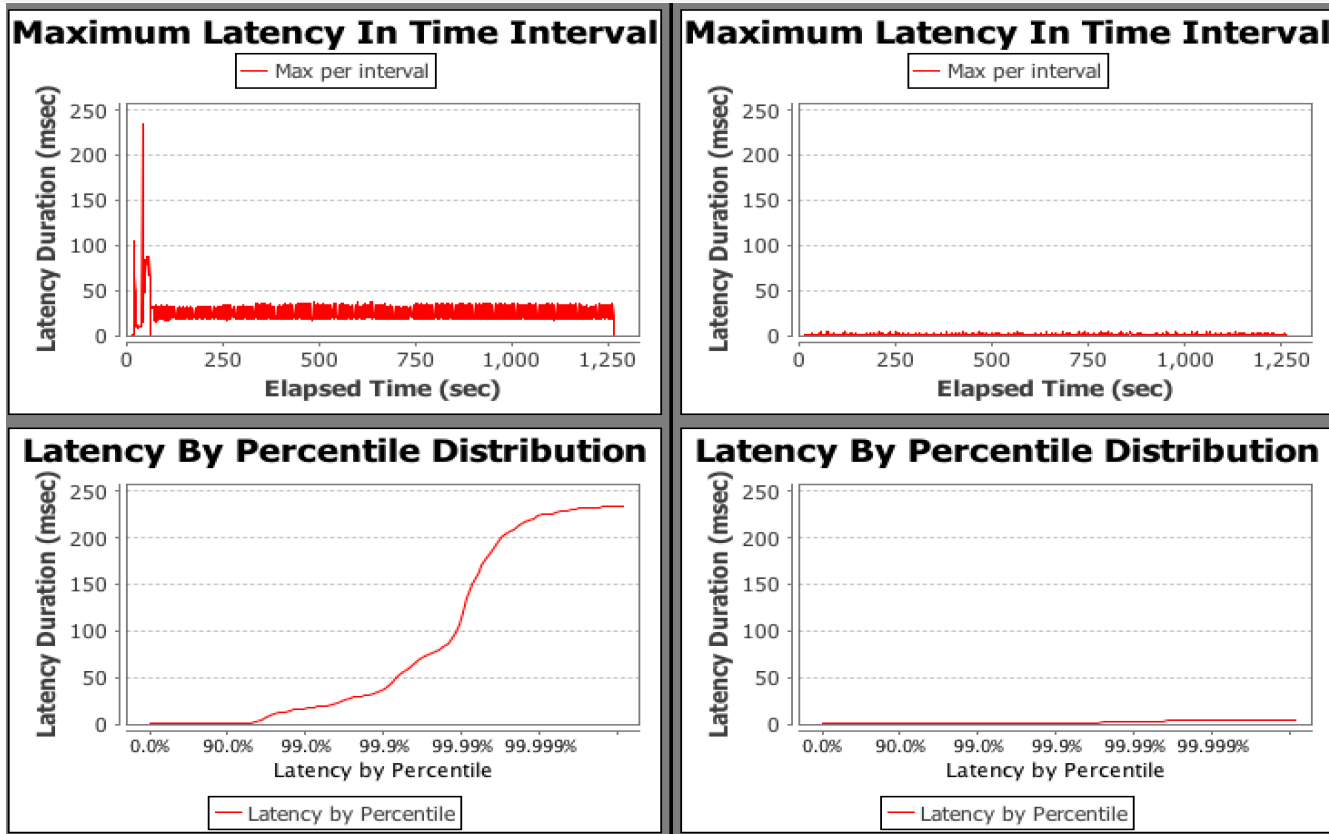 Maximum Latency In Time Interval
Max per interval
Latency Duration (msec)
250
200
150
100
50
0
0 250 500 750 1,000 1,250
Elapsed Time (sec)
Maximum Latency In Time Interval
Max per interval
Latency Duration (msec)
250
200
150
100
50
0
0 250 500 750 1,000 1,250
Elapsed Time (sec)
Latency By Percentile Distribution
Latency Duration (msec)
250
200
150
100
50
0
0.0% 90.0% 99.0% 99.9% 99.99% 99.999%
Latency by Percentile
Latency by Percentile
Latency By Percentile Distribution
Latency Duration (msec)
250
200
150
100
50
0
0.0% 90.0% 99.0% 99.9% 99.99% 99.999%
Latency by Percentile
Latency by Percentile